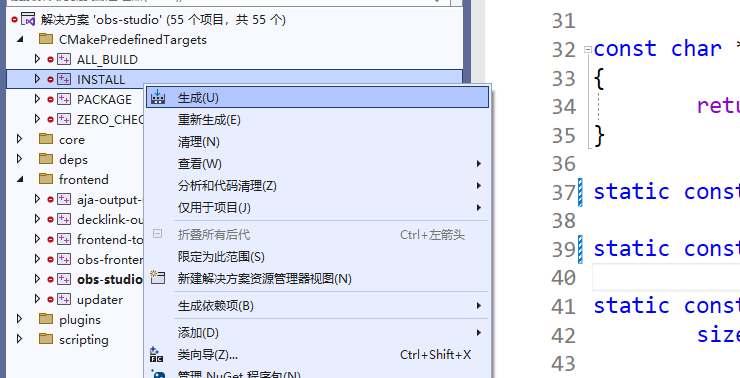 解决方案 'obs-studio' (55 个项目，共 55 个)
CMakePredefinedTargets
ALL_BUILD
INSTALL
PACKAGE
ZERO_CHEC
core
deps
frontend
aja-output-
decklink-ou
frontend-to
obs-fronten
obs-studio
updater
plugins
scripting
生成(U)
重新生成(E)
清理(N)
查看(W)
分析和代码清理(Z)
仅用于项目(J)
折叠所有后代 Ctrl+左箭头
限定为此范围(S)
新建解决方案资源管理器视图(N)
生成依赖项(B)
添加(D)
类向导(Z)... Ctrl+Shift+X
管理 NuGet 程序包(N)
31
32 const char *
33 {
34 retu
35 }
36
37 static const
38
39 static const
40
41 static const
42 size
43